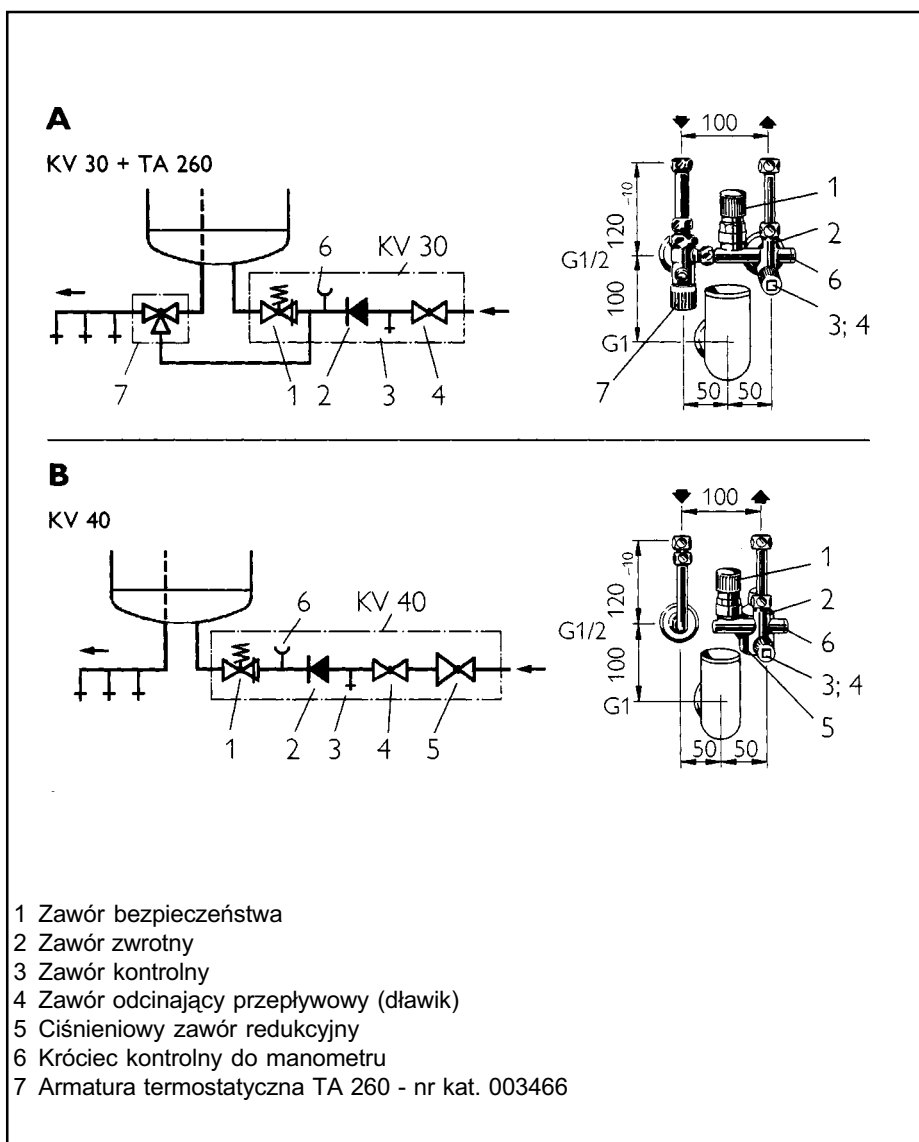 A
KV 30 + TA 260
6
KV 30
7
1
2
3
4
100
120 -10
G1/2
100
G1
50
50
1
2
6
3; 4
7
B
KV 40
6
KV 40
1
2
3
4
5
100
120 -10
G1/2
100
G1
50
50
1
2
6
3; 4
5
1 Zawór bezpieczeństwa
2 Zawór zwrotny
3 Zawór kontrolny
4 Zawór odcinający przepływowy (dławik)
5 Ciśnieniowy zawór redukcyjny
6 Króciec kontrolny do manometru
7 Armatura termostatyczna TA 260 - nr kat. 003466